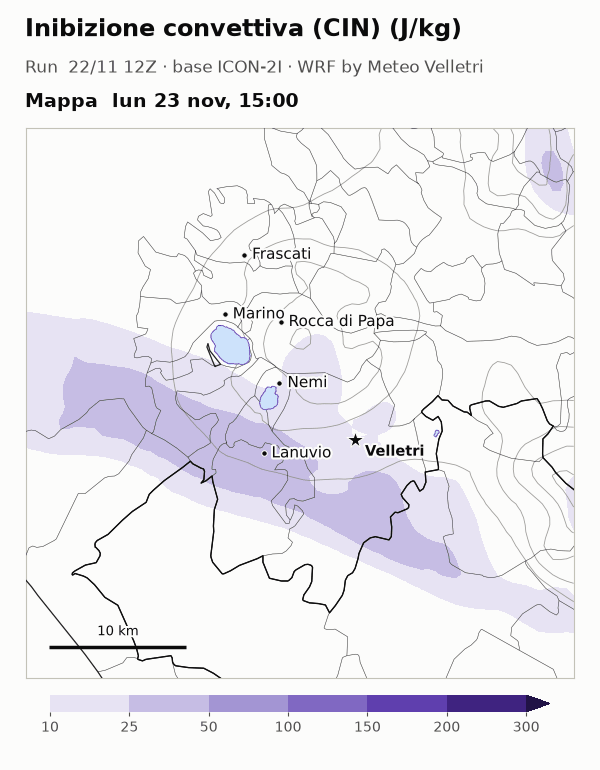 Inibizione convettiva (CIN) (J/kg)
Run  22/11 12Z · base ICON-2I · WRF by Meteo Velletri
Mappa  lun 23 nov, 15:00
Frascati
Marino
Rocca di Papa
Nemi
Velletri
Lanuvio
10 km
10 25 50 100 150 200 300